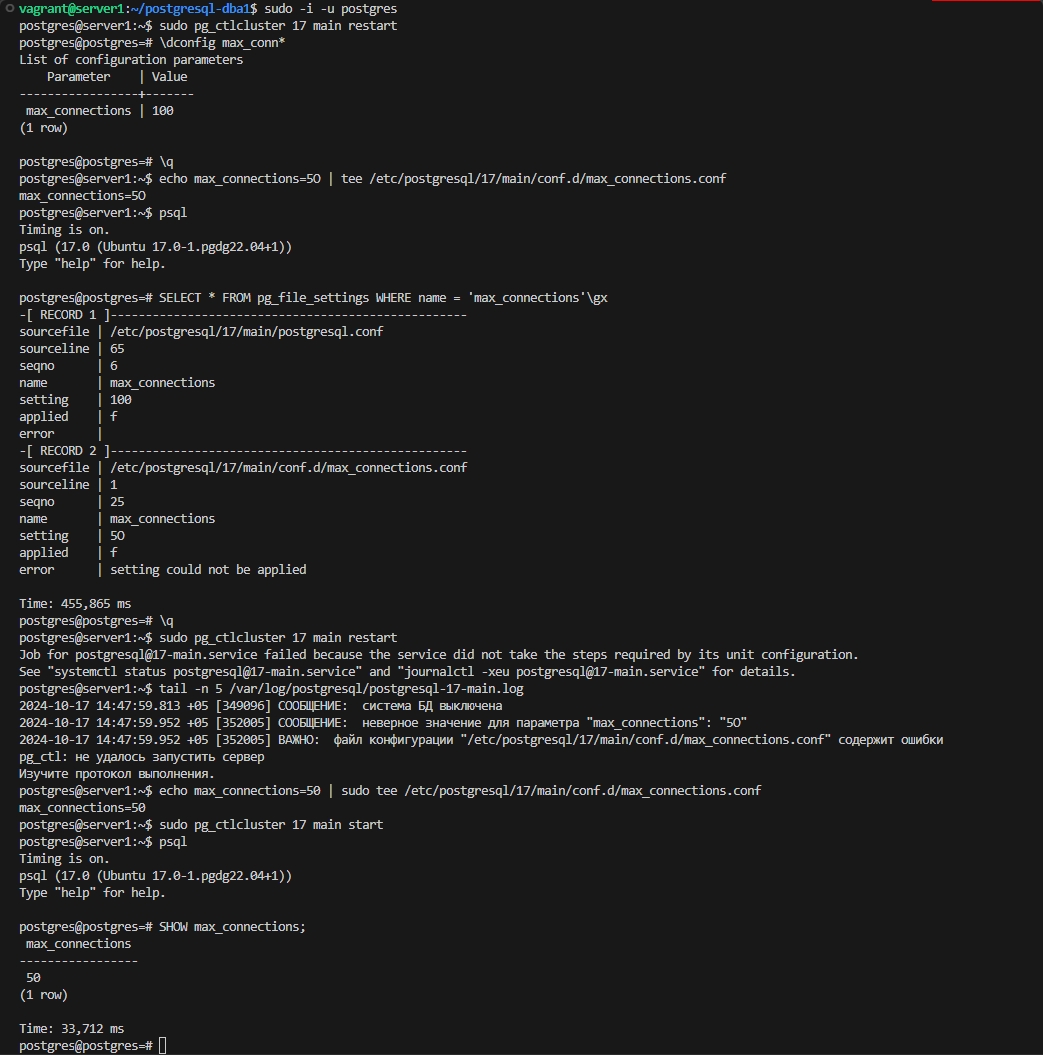 vagrant@server1:~/postgresql-dba1$ sudo -i -u postgres
postgres@server1:~$ sudo pg_ctlcluster 17 main restart
postgres@postgres=# \dconfig max_conn*
List of configuration parameters
    Parameter    | Value
-----------------+-------
 max_connections | 100
(1 row)

postgres@postgres=# \q
postgres@server1:~$ echo max_connections=5O | tee /etc/postgresql/17/main/conf.d/max_connections.conf
max_connections=5O
postgres@server1:~$ psql
Timing is on.
psql (17.0 (Ubuntu 17.0-1.pgdg22.04+1))
Type "help" for help.

postgres@postgres=# SELECT * FROM pg_file_settings WHERE name = 'max_connections'\gx
-[ RECORD 1 ]---------------------------------------------------
sourcefile | /etc/postgresql/17/main/postgresql.conf
sourceline | 65
seqno      | 6
name       | max_connections
setting    | 100
applied    | f
error      |
-[ RECORD 2 ]---------------------------------------------------
sourcefile | /etc/postgresql/17/main/conf.d/max_connections.conf
sourceline | 1
seqno      | 25
name       | max_connections
setting    | 5O
applied    | f
error      | setting could not be applied

Time: 455,865 ms
postgres@postgres=# \q
postgres@server1:~$ sudo pg_ctlcluster 17 main restart
Job for postgresql@17-main.service failed because the service did not take the steps required by its unit configuration.
See "systemctl status postgresql@17-main.service" and "journalctl -xeu postgresql@17-main.service" for details.
postgres@server1:~$ tail -n 5 /var/log/postgresql/postgresql-17-main.log
2024-10-17 14:47:59.813 +05 [349096] СООБЩЕНИЕ:  система БД выключена
2024-10-17 14:47:59.952 +05 [352005] СООБЩЕНИЕ:  неверное значение для параметра "max_connections": "5O"
2024-10-17 14:47:59.952 +05 [352005] ВАЖНО:  файл конфигурации "/etc/postgresql/17/main/conf.d/max_connections.conf" содержит ошибки
pg_ctl: не удалось запустить сервер
Изучите протокол выполнения.
postgres@server1:~$ echo max_connections=50 | sudo tee /etc/postgresql/17/main/conf.d/max_connections.conf
max_connections=50
postgres@server1:~$ sudo pg_ctlcluster 17 main start
postgres@server1:~$ psql
Timing is on.
psql (17.0 (Ubuntu 17.0-1.pgdg22.04+1))
Type "help" for help.

postgres@postgres=# SHOW max_connections;
 max_connections
-----------------
 50
(1 row)

Time: 33,712 ms
postgres@postgres=#